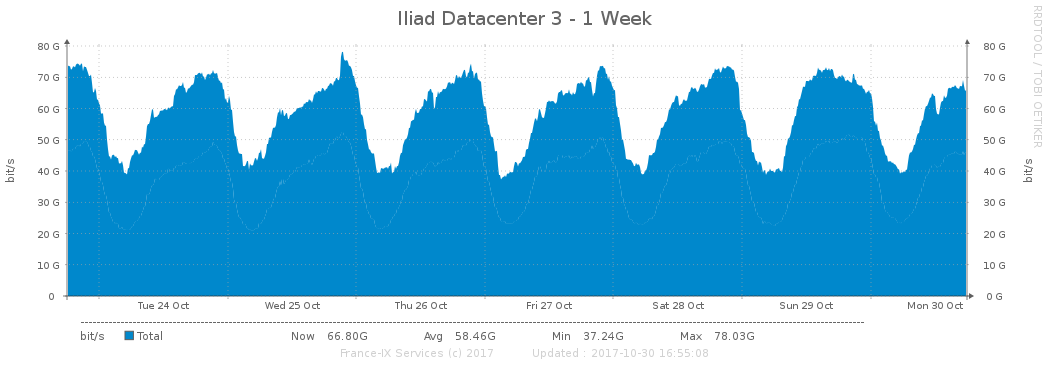 Iliad Datacenter 3 - 1 Week
RRDTOOL / TOBI OETIKER
80 G 80 G
70 G 70 G
60 G 60 G
50 G 50 G
40 G 40 G
30 G 30 G
20 G 20 G
10 G 10 G
0 0 G
bit/s
bit/s
Tue 24 Oct Wed 25 Oct Thu 26 Oct Fri 27 Oct Sat 28 Oct Sun 29 Oct Mon 30 Oct
bit/s Total Now 66.80G Avg 58.46G Min 37.24G Max 78.03G
France-IX Services (c) 2017 Updated : 2017-10-30 16:55:08